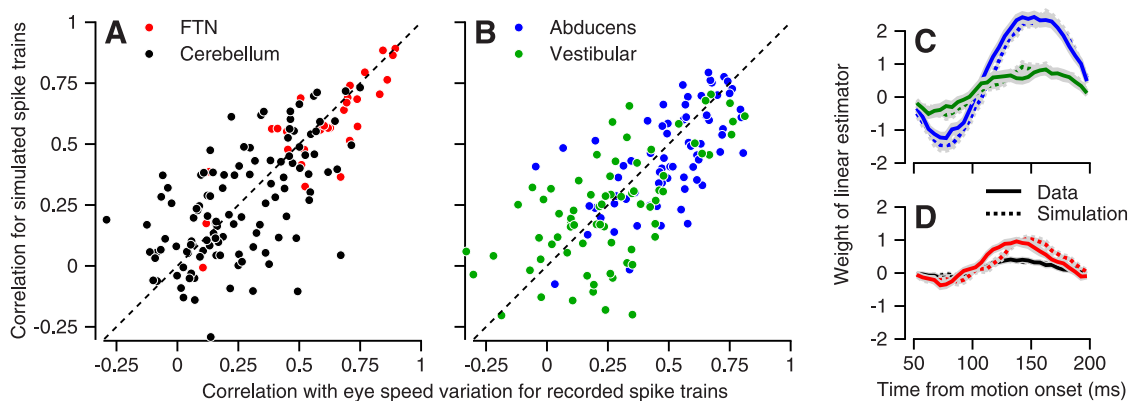 A
FTN
Cerebellum
Correlation for simulated spike trains
1
0.75
0.5
0.25
0
-0.25
-0.25 0 0.25 0.5 0.75 1
B
Abducens
Vestibular
-0.25 0 0.25 0.5 0.75 1
Correlation with eye speed variation for recorded spike trains
C
2
1
0
-1
-2
Weight of linear estimator
Data
Simulation
D
2
1
0
-1
-2
50 100 150 200
Time from motion onset (ms)